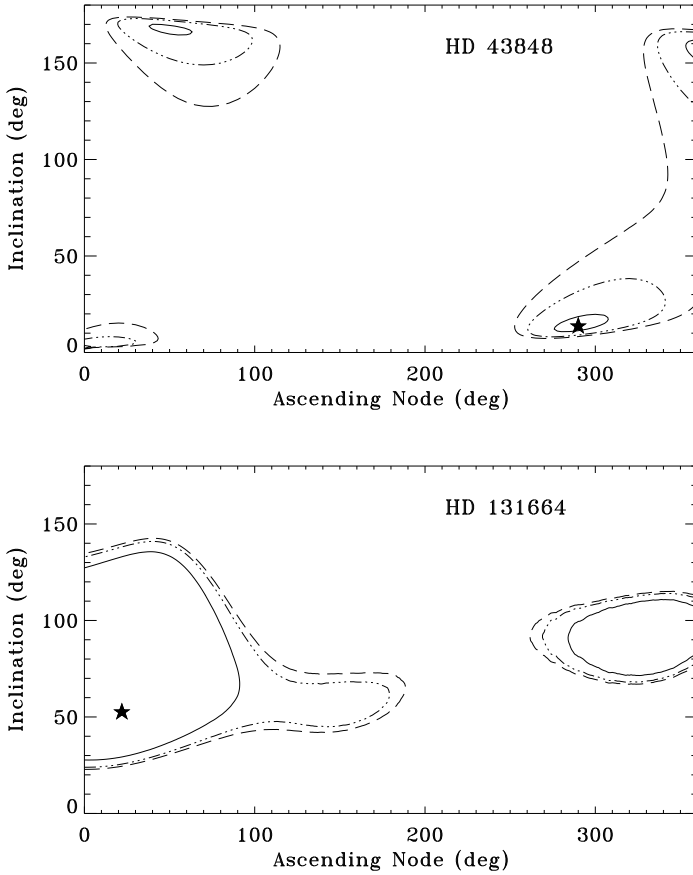 HD 43848
150
100
50
0
Inclination (deg)
0 100 200 300
Ascending Node (deg)
HD 131664
150
100
50
0
Inclination (deg)
0 100 200 300
Ascending Node (deg)